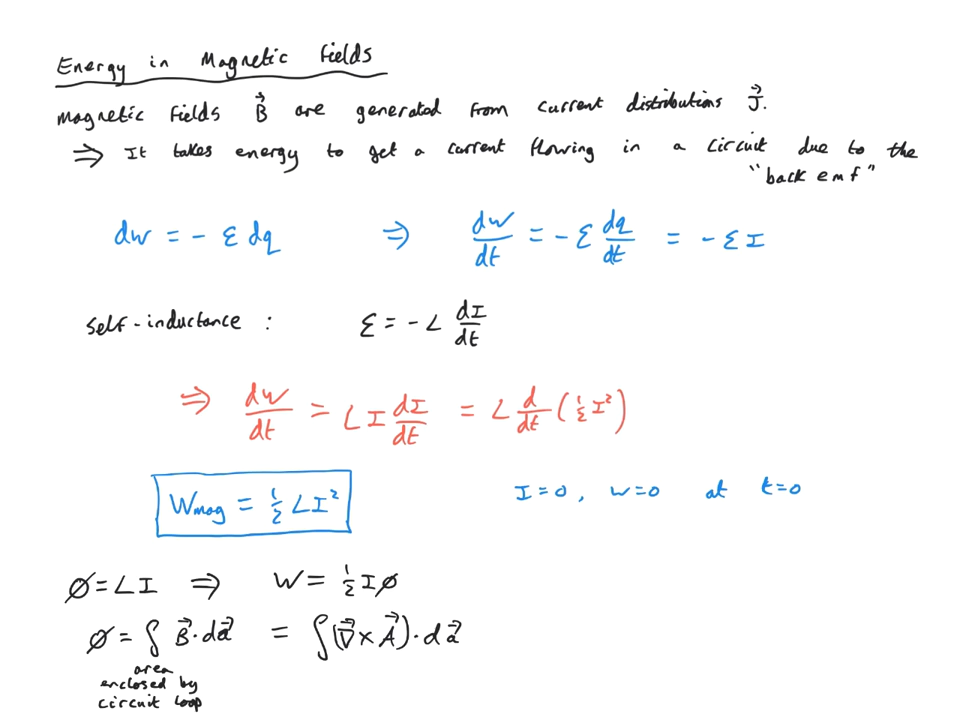 Energy in Magnetic Fields
Magnetic Fields B⃗ are generated from current distributions J⃗.
⇒ It takes energy to get a current flowing in a circuit due to the
"back emf"
dw = - ε dq ⇒ dw/dt = - ε dq/dt = - ε I
Self-inductance : ε = - L dI/dt
⇒ dw/dt = L I dI/dt = L d/dt (½ I²)
W_mag = ½ L I² I=0, w=0 at t=0
∅ = L I ⇒ W = ½ I ∅
∅ = ∫ B⃗ · da⃗ = ∫ (∇⃗ × A⃗) · da⃗
area
enclosed by
circuit loop